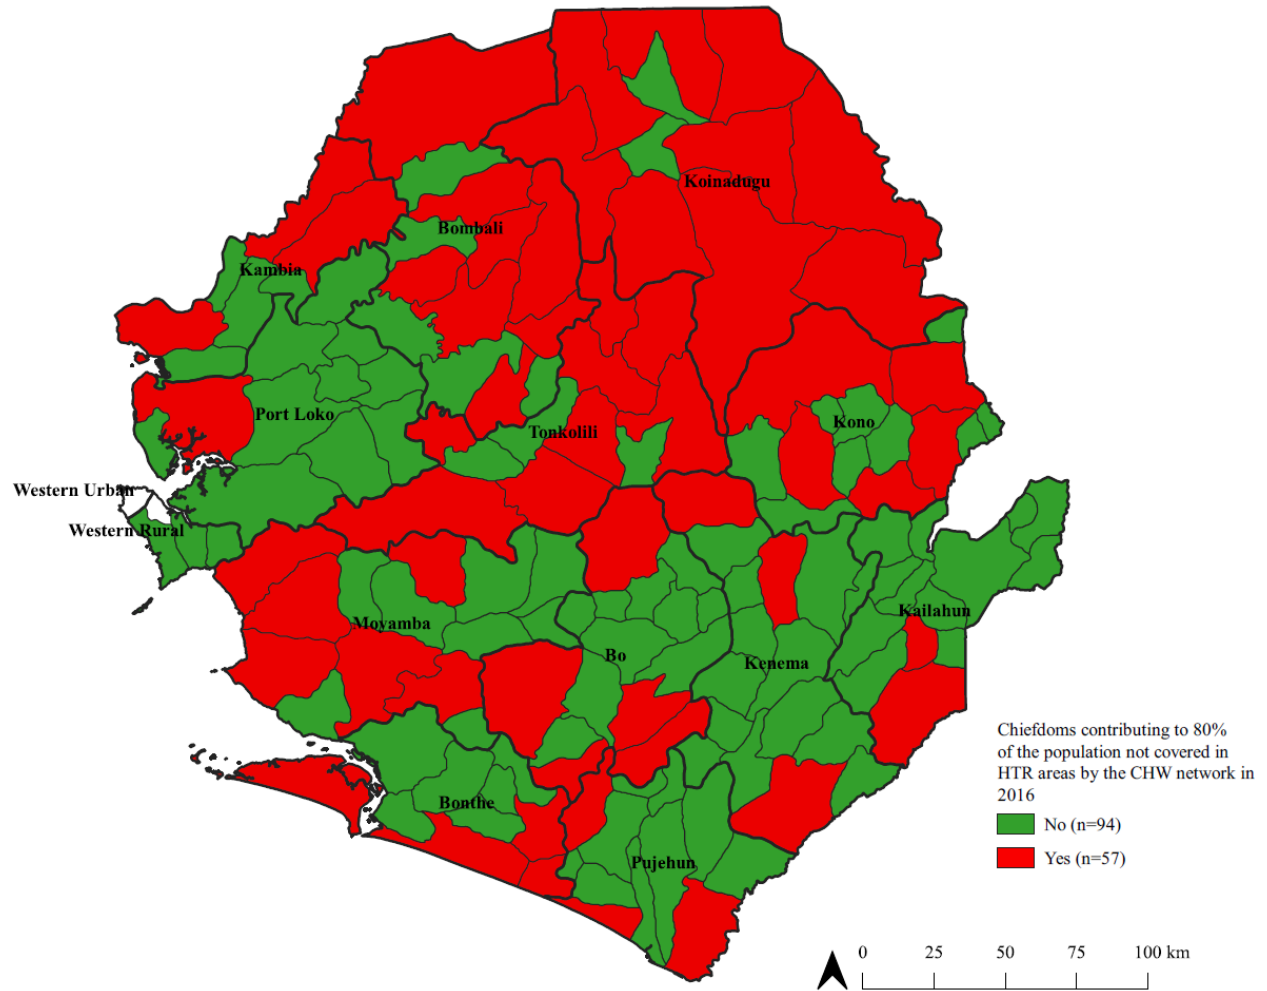 Koinadugu
Bombali
Kambia
Port Loko
Kono
Tonkolili
Western Urban
Western Rural
Kailahun
Moyamba
Bo
Kenema
Chiefdoms contributing to 80%
of the population not covered in
HTR areas by the CHW network in
2016
Bonthe
No (n=94)
Yes (n=57)
Pujehun
0 25 50 75 100 km